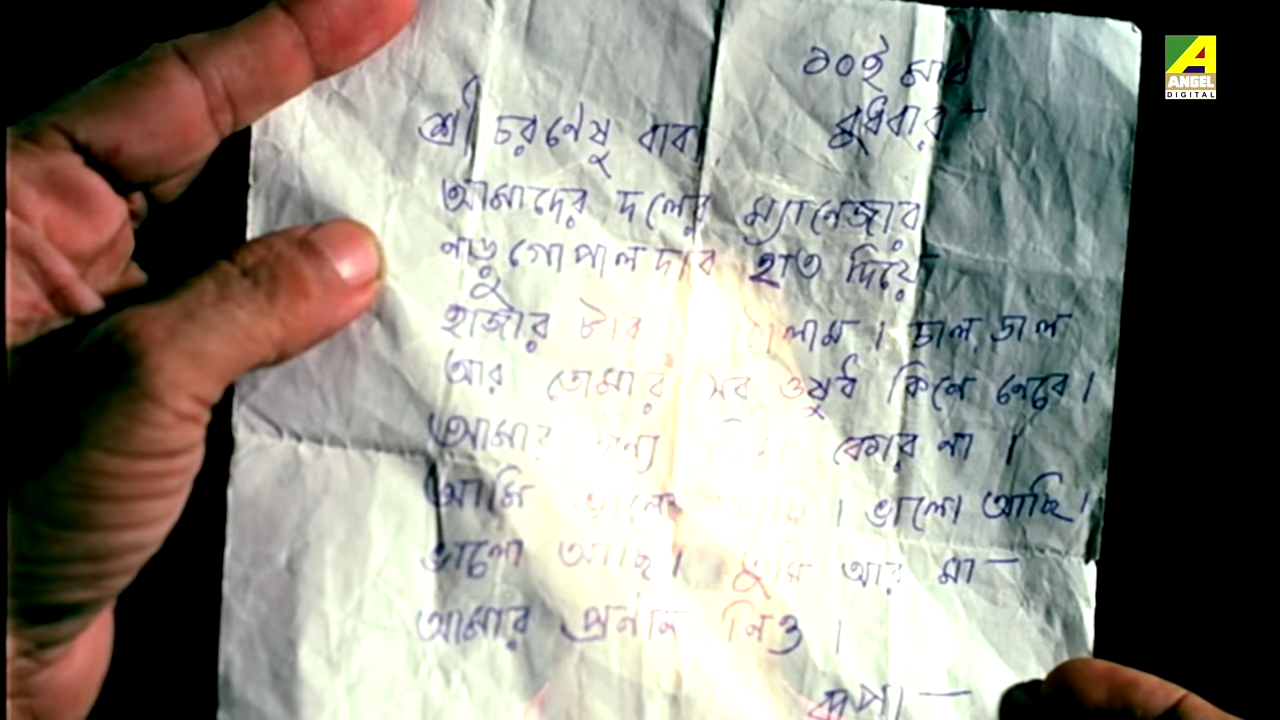 ১০ই মাঘ
বুধবার —
শ্রী চরণেষু বাবা,
আমাদের দলের ম্যানেজার
নাড়ুগোপালদার হাত দিয়ে
হাজার টাকা পাঠালাম । চাল, ডাল
আর তোমার সব ওষুধ কিনে নেবে ।
আমার জন্য চিন্তা কোর না ।
আমি ভালো আছি । ভালো আছি ।
ভালো আছি । তুমি আর মা —
আমার প্রণাম নিও ।
রূপা —
A
ANGEL
DIGITAL